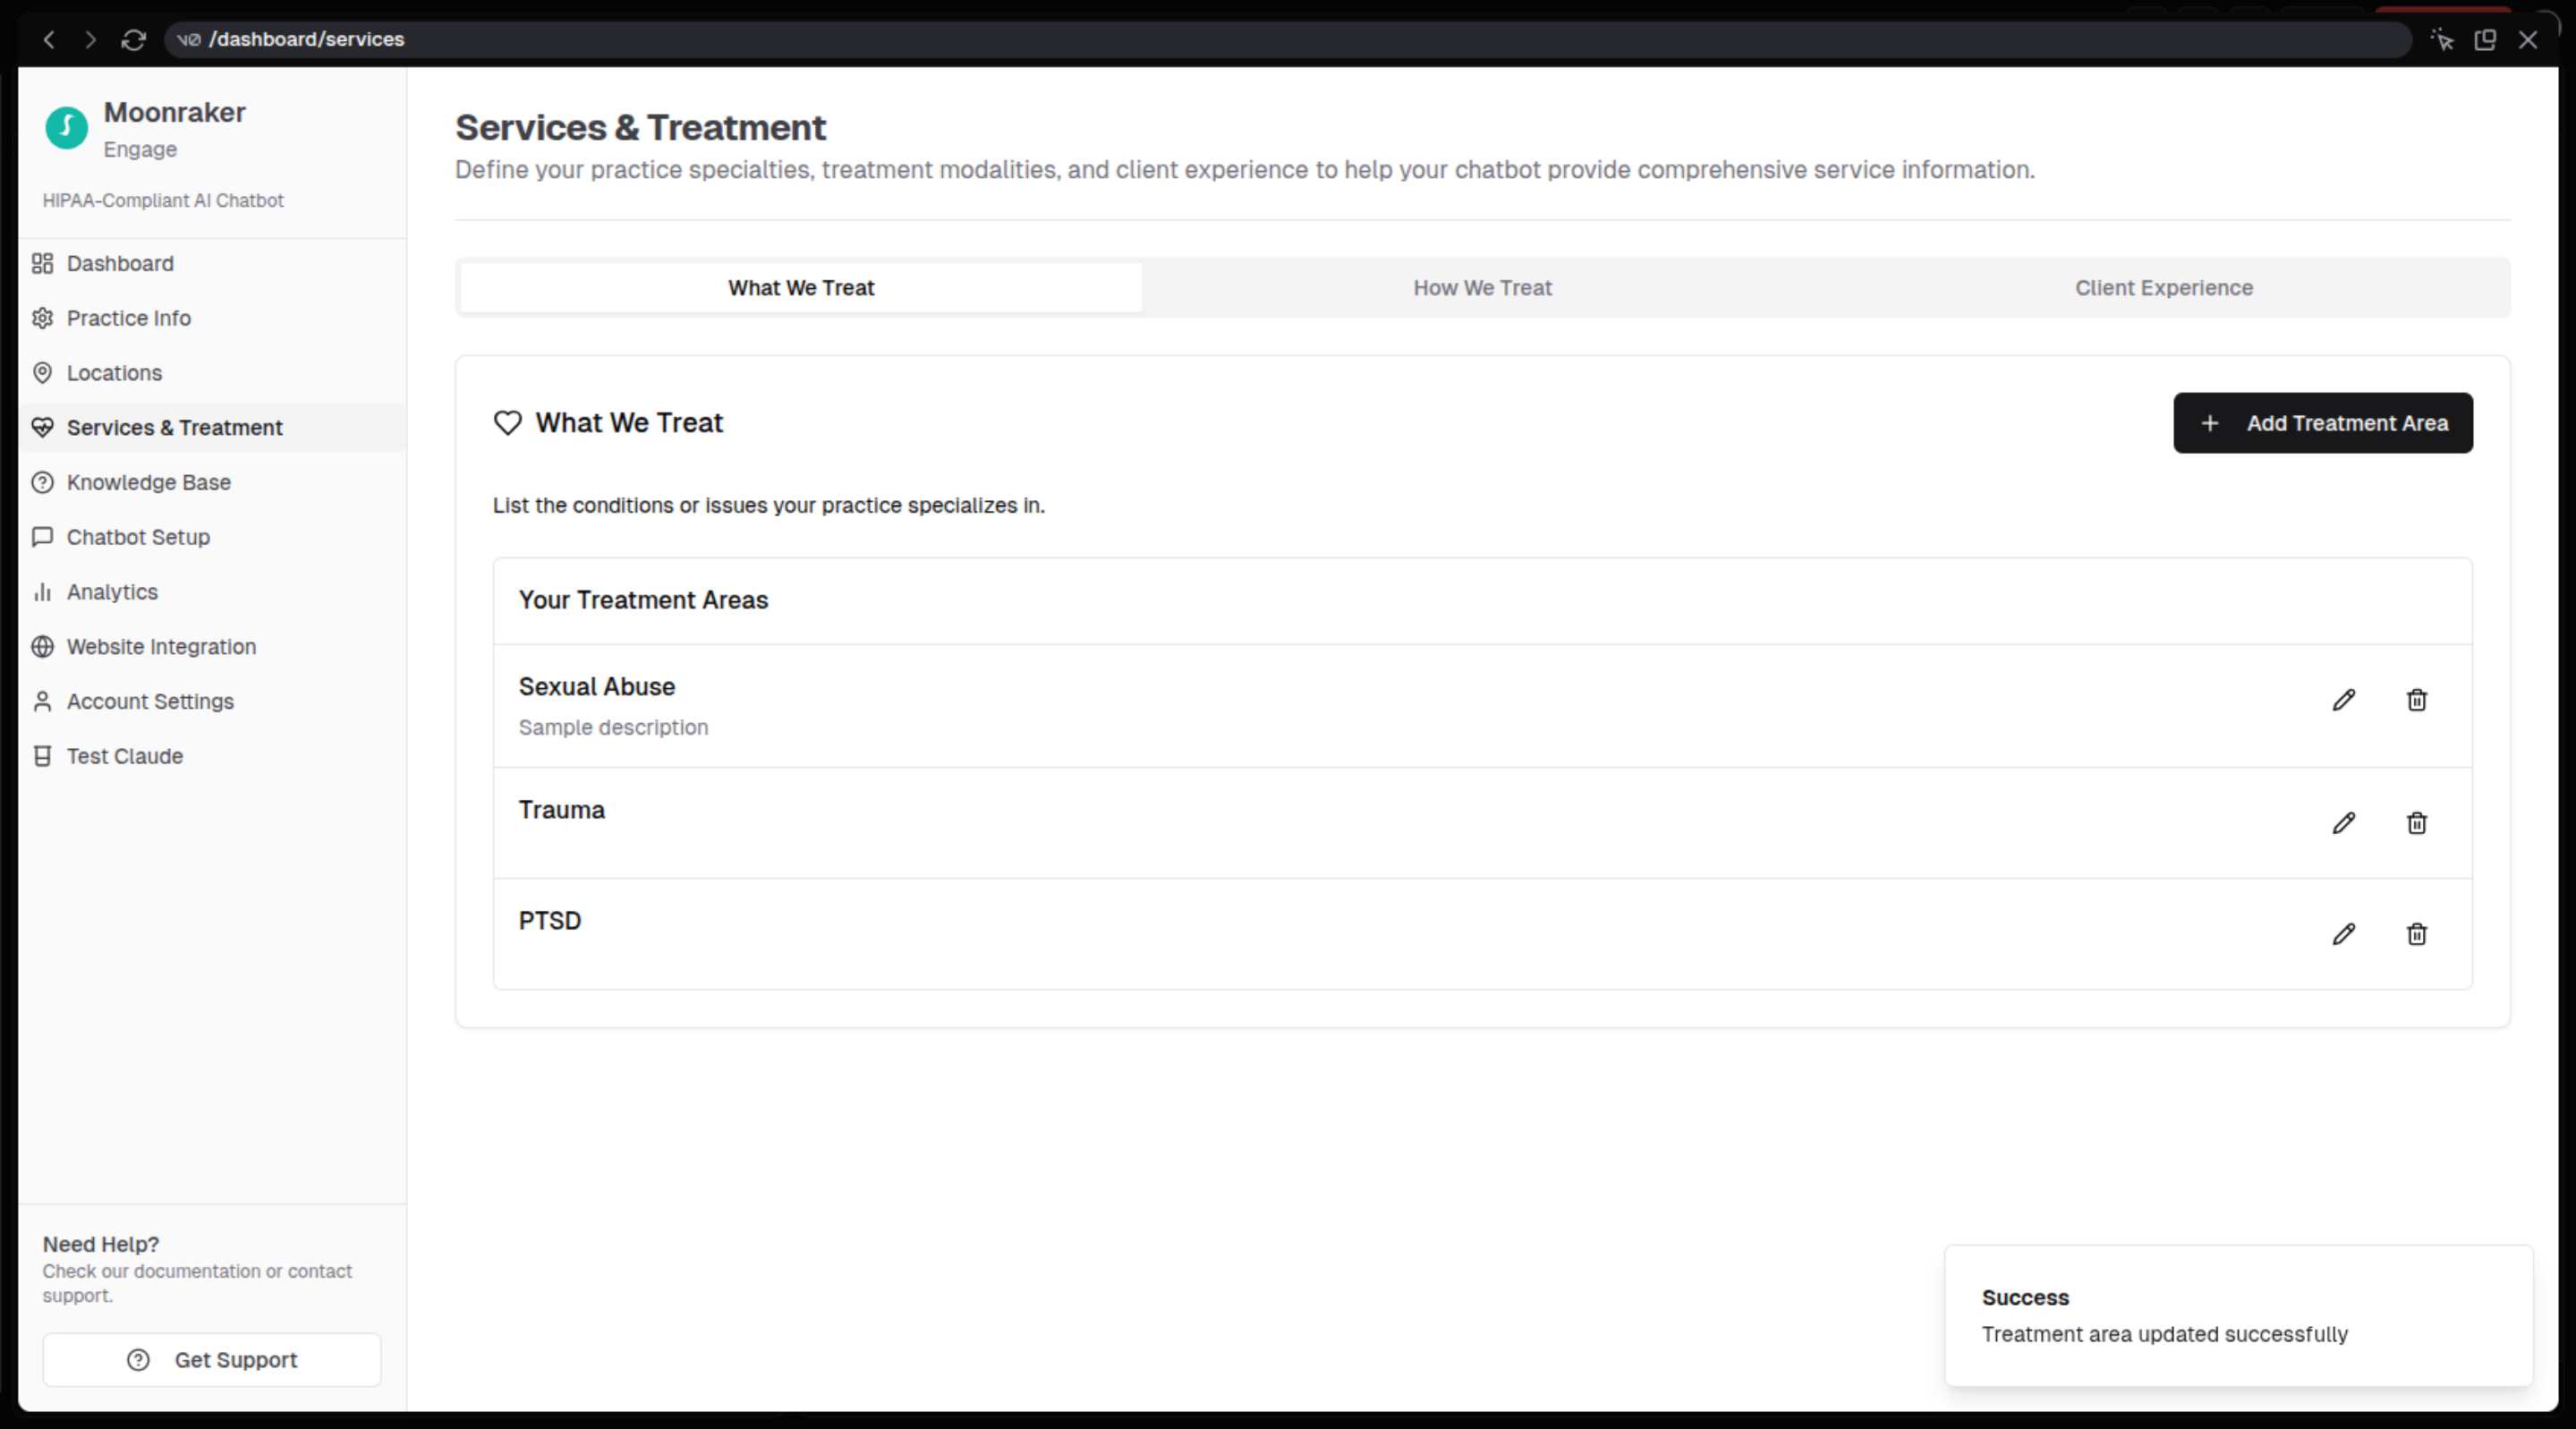 v0 /dashboard/services
Moonraker
Engage
HIPAA-Compliant AI Chatbot
Dashboard
Practice Info
Locations
Services & Treatment
Knowledge Base
Chatbot Setup
Analytics
Website Integration
Account Settings
Test Claude
Need Help?
Check our documentation or contact
support.
Get Support
Services & Treatment
Define your practice specialties, treatment modalities, and client experience to help your chatbot provide comprehensive service information.
What We Treat
How We Treat
Client Experience
What We Treat
Add Treatment Area
List the conditions or issues your practice specializes in.
Your Treatment Areas
Sexual Abuse
Sample description
Trauma
PTSD
Success
Treatment area updated successfully